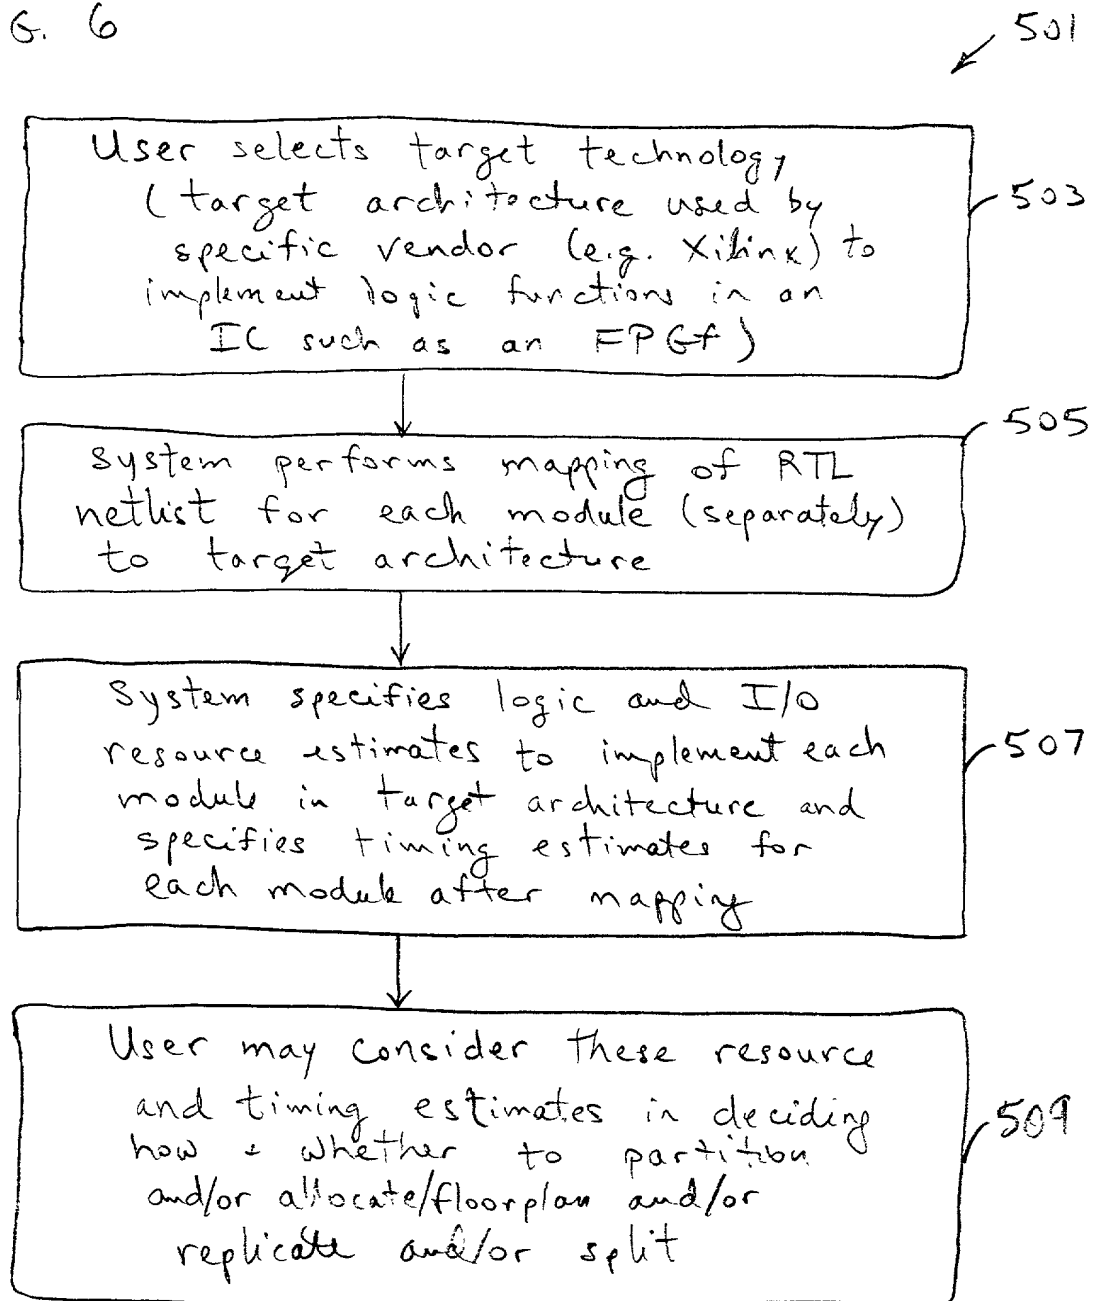 G. 6
501
User selects target technology
(target architecture used by
specific vendor (e.g. Xilinx) to
implement logic functions in an
IC such as an FPGA)
503
System performs mapping of RTL
netlist for each module (separately)
to target architecture
505
System specifies logic and I/O
resource estimates to implement each
module in target architecture and
specifies timing estimates for
each module after mapping
507
User may consider these resource
and timing estimates in deciding
how + whether to partition
and/or allocate/floorplan and/or
replicate and/or split
509